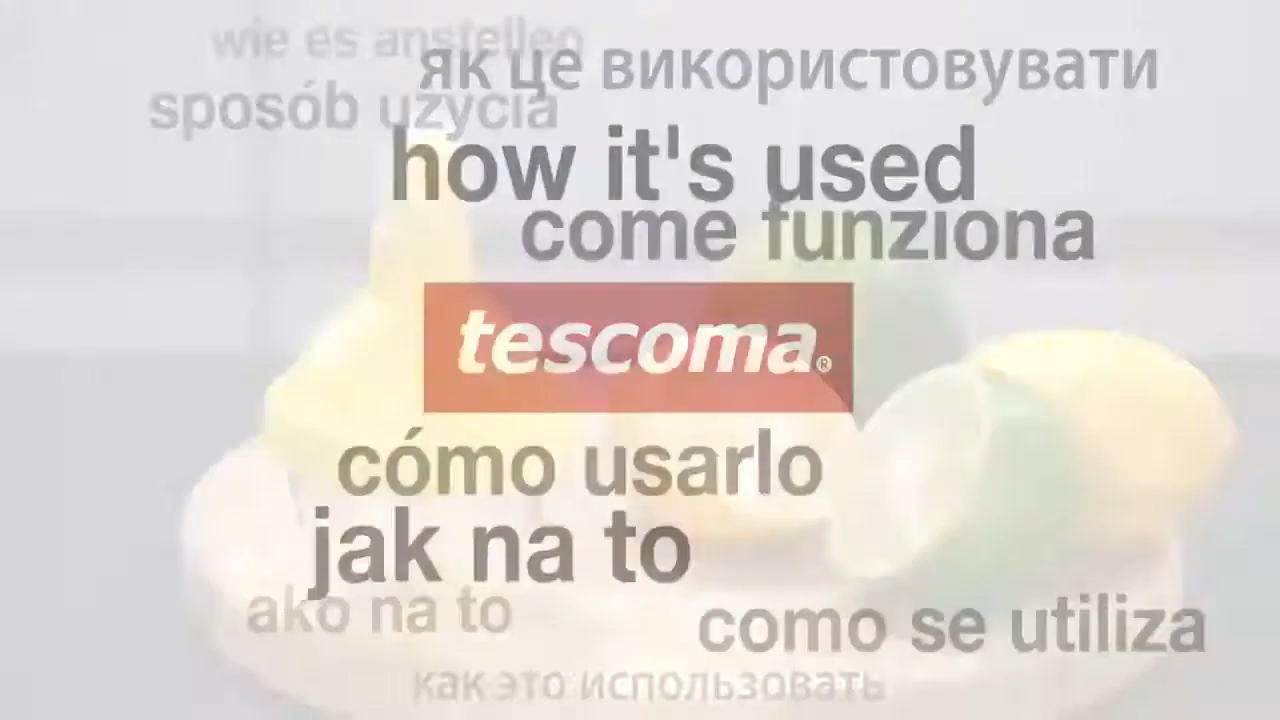 wie es anstellen
як це використовувати
sposób użycia
how it's used
come funziona
tescoma®
cómo usarlo
jak na to
ako na to
como se utiliza
как это использовать